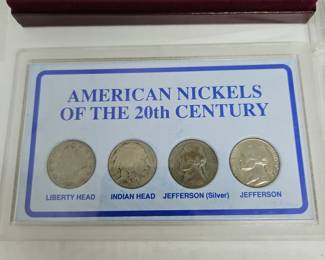 AMERICAN NICKELS
OF THE 20th CENTURY
LIBERTY HEAD INDIAN HEAD JEFFERSON (Silver) JEFFERSON